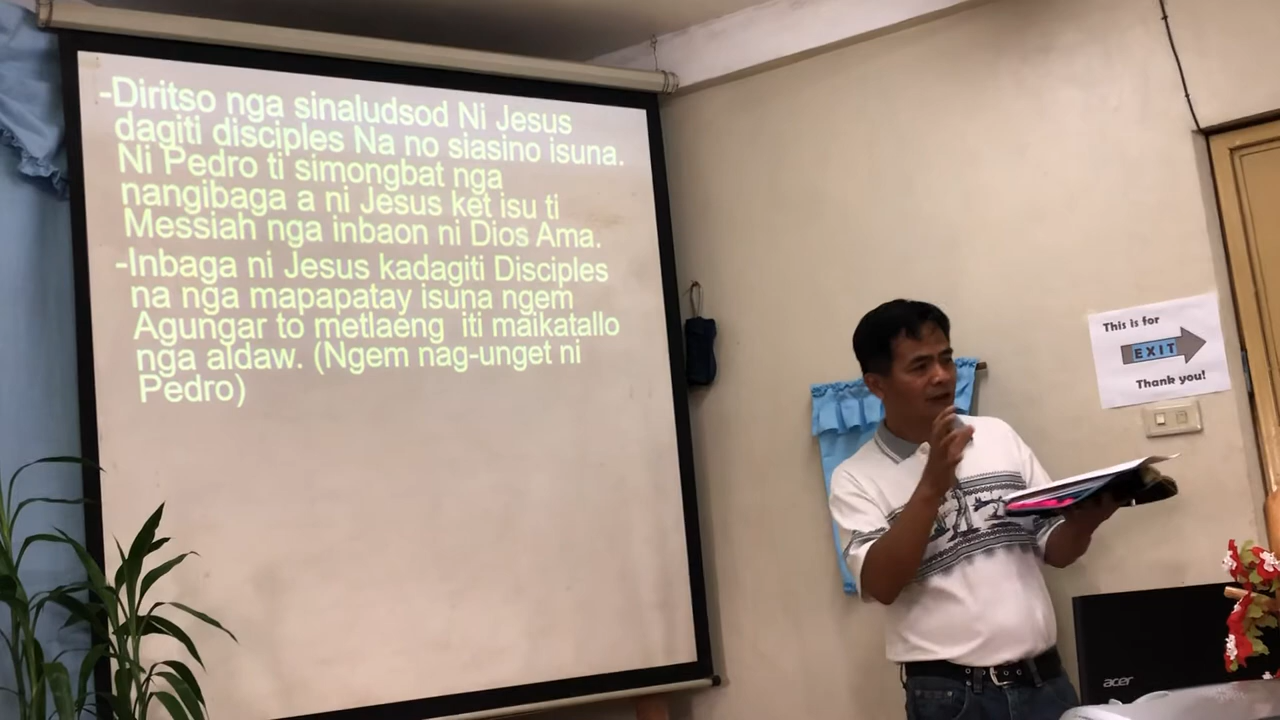 -Diritso nga sinaludsod Ni Jesus
dagiti disciples Na no siasino isuna.
Ni Pedro ti simongbat nga
nangibaga a ni Jesus ket isu ti
Messiah nga inbaon ni Dios Ama.
-Inbaga ni Jesus kadagiti Disciples
na nga mapapatay isuna ngem
Agungar to metlaeng iti maikatallo
nga aldaw. (Ngem nag-unget ni
Pedro)
This is for
EXIT
Thank you!
acer